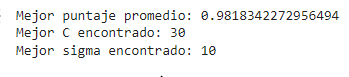 Mejor puntaje promedio: 0.9818342272956494
Mejor C encontrado: 30
Mejor sigma encontrado: 10